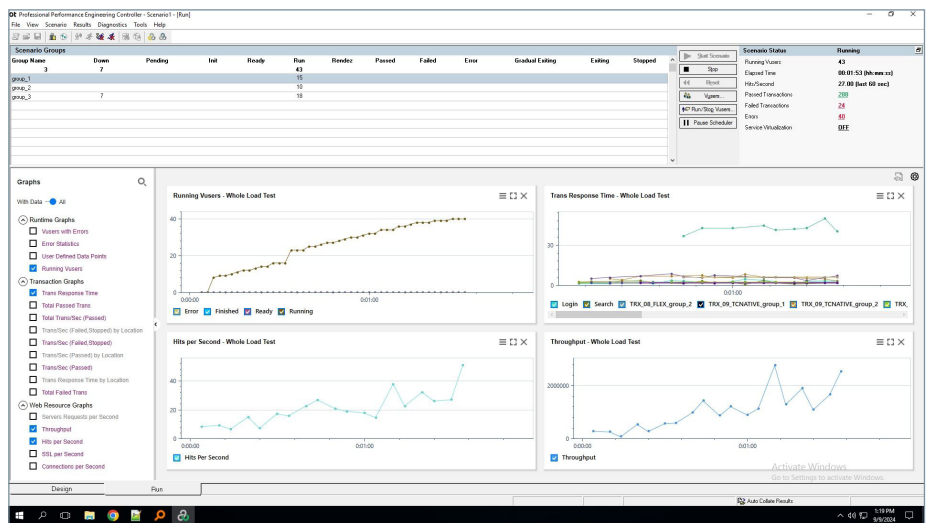 Professional Performance Engineering Controller - Scenario1 - [Run]
File View Scenario Results Diagnostics Tools Help
Scenario Groups
Group Name Down Pending Init Ready Run Rendez Passed Failed Error Gradual Exiting Exiting Stopped
3 7 43
group_1 15
group_2 10
group_3 7 18
Start Scenario
Stop
Reset
Vusers...
Run/Stop Vusers...
Pause Scheduler
Scenario Status Running
Running Vusers 43
Elapsed Time 00:01:53 (hh:mm:ss)
Hits/Second 27.00 (last 60 sec)
Passed Transactions 288
Failed Transactions 24
Errors 40
Service Virtualization OFF
Graphs
With Data All
Runtime Graphs
Vusers with Errors
Error Statistics
User Defined Data Points
Running Vusers
Transaction Graphs
Trans Response Time
Total Passed Trans
Total Trans/Sec (Passed)
Trans/Sec (Failed,Stopped) by Location
Trans/Sec (Failed,Stopped)
Trans/Sec (Passed) by Location
Trans/Sec (Passed)
Trans Response Time by Location
Total Failed Trans
Web Resource Graphs
Servers Requests per Second
Throughput
Hits per Second
SSL per Second
Connections per Second
Running Vusers - Whole Load Test
40
20
0
0:00:00 0:01:00
Error Finished Ready Running
Trans Response Time - Whole Load Test
30
0
0:01:00
Login Search TRX_08_FLEX_group_2 TRX_09_TCNATIVE_group_1 TRX_09_TCNATIVE_group_2 TRX_
Hits per Second - Whole Load Test
40
20
0
0:00:00 0:01:00
Hits Per Second
Throughput - Whole Load Test
2000000
0
0:00:00 0:01:00
Throughput
Activate Windows
Go to Settings to activate Windows.
Design Run
Auto Collate Results
1:19 PM
9/9/2024